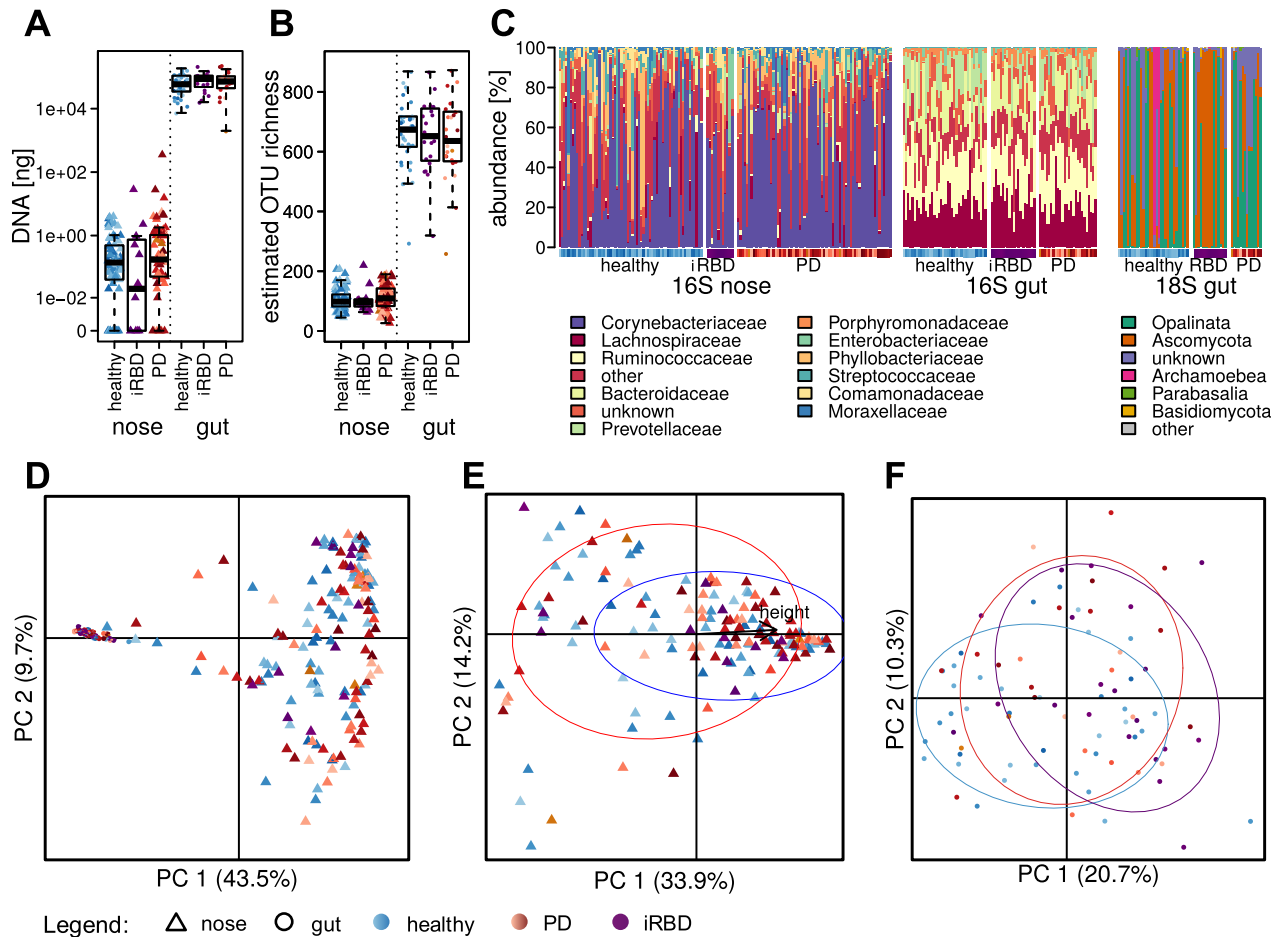 A
DNA [ng]
1e+04
1e+02
1e+00
1e−02
0
healthy
iRBD
PD
healthy
iRBD
PD
nose
gut
B
estimated OTU richness
800
600
400
200
0
healthy
iRBD
PD
healthy
iRBD
PD
nose
gut
C
abundance [%]
100
80
60
40
20
0
healthy
iRBD
PD
16S nose
healthy
iRBD
PD
16S gut
healthy
RBD
PD
18S gut
Corynebacteriaceae
Lachnospiraceae
Ruminococcaceae
other
Bacteroidaceae
unknown
Prevotellaceae
Porphyromonadaceae
Enterobacteriaceae
Phyllobacteriaceae
Streptococcaceae
Comamonadaceae
Moraxellaceae
Opalinata
Ascomycota
unknown
Archamoebea
Parabasalia
Basidiomycota
other
D
PC 2 (9.7%)
PC 1 (43.5%)
E
PC 2 (14.2%)
height
PC 1 (33.9%)
F
PC 2 (10.3%)
PC 1 (20.7%)
Legend:
nose
gut
healthy
PD
iRBD